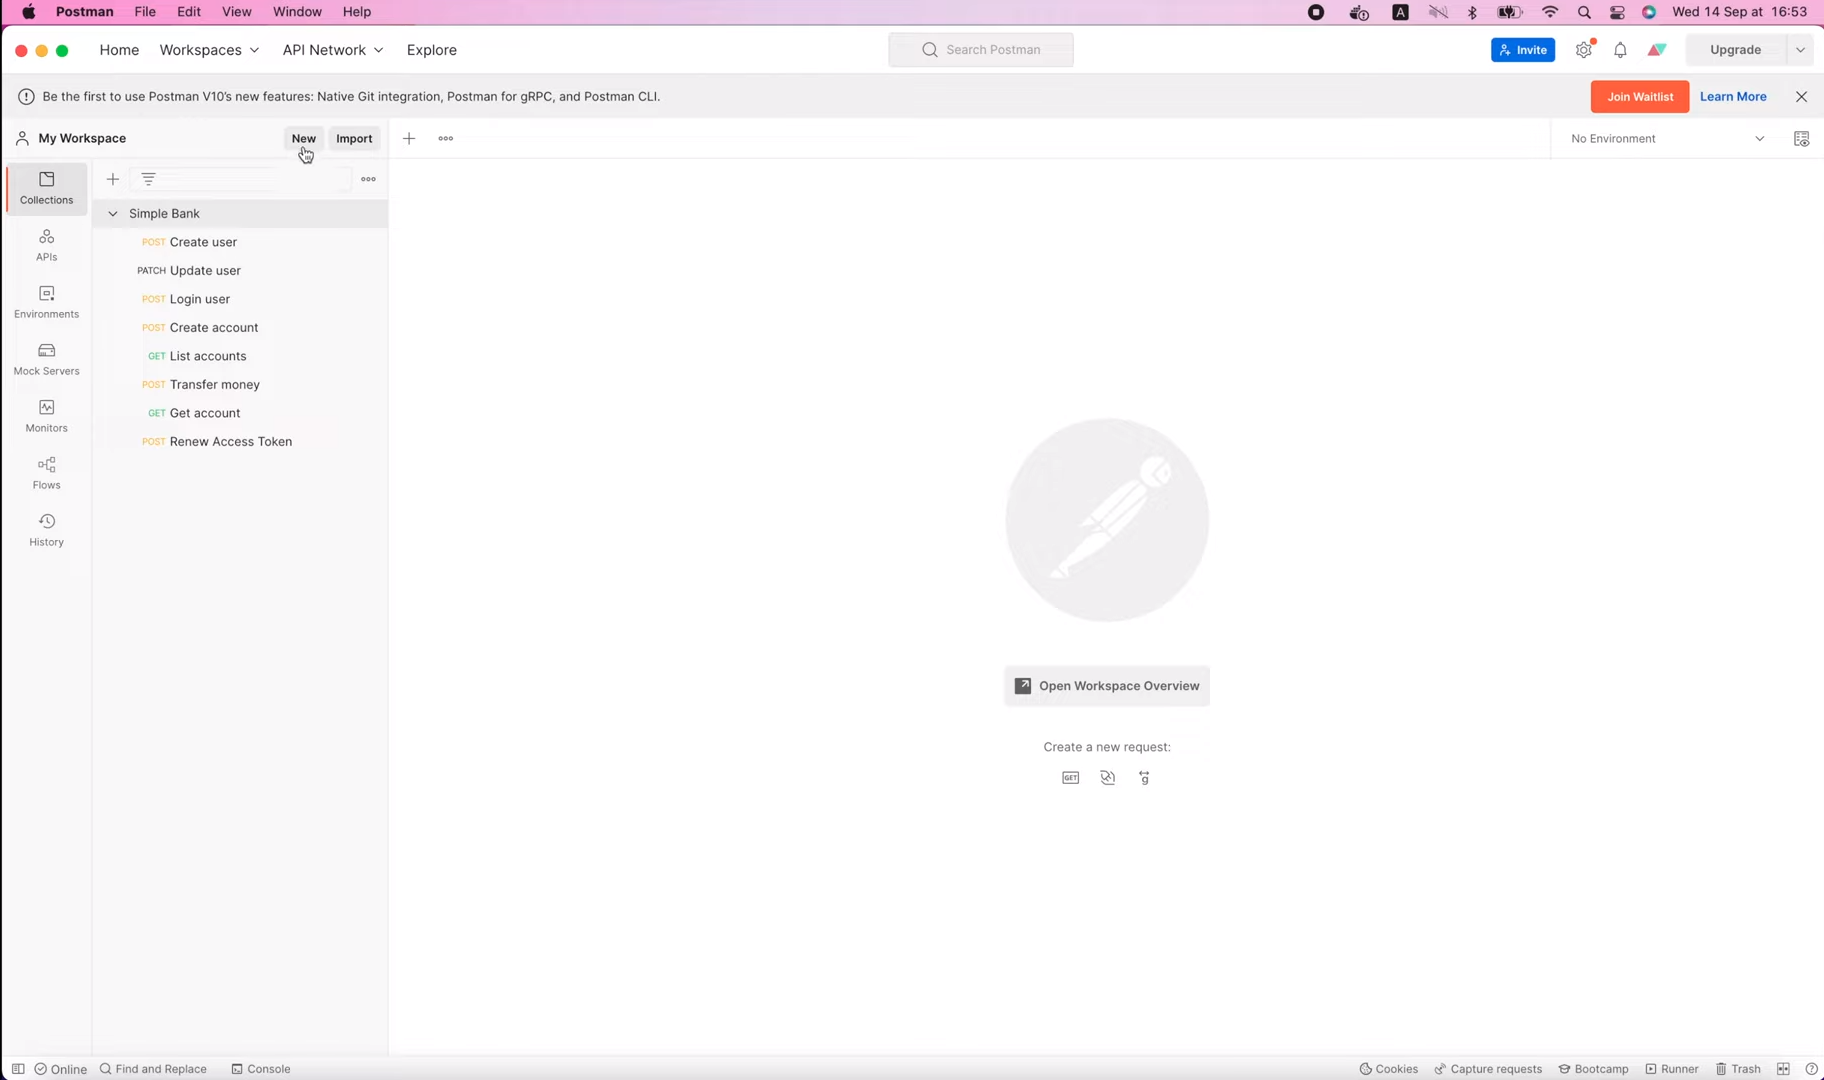 Postman File Edit View Window Help A Wed 14 Sep at 16:53
Home Workspaces API Network Explore Search Postman Invite Upgrade
Be the first to use Postman V10's new features: Native Git integration, Postman for gRPC, and Postman CLI. Join Waitlist Learn More
My Workspace New Import No Environment
Collections
Simple Bank
POST Create user
APIs
PATCH Update user
Environments
POST Login user
POST Create account
Mock Servers
GET List accounts
POST Transfer money
Monitors
GET Get account
POST Renew Access Token
Flows
History
Open Workspace Overview
Create a new request:
GET g
Online Find and Replace Console Cookies Capture requests Bootcamp Runner Trash